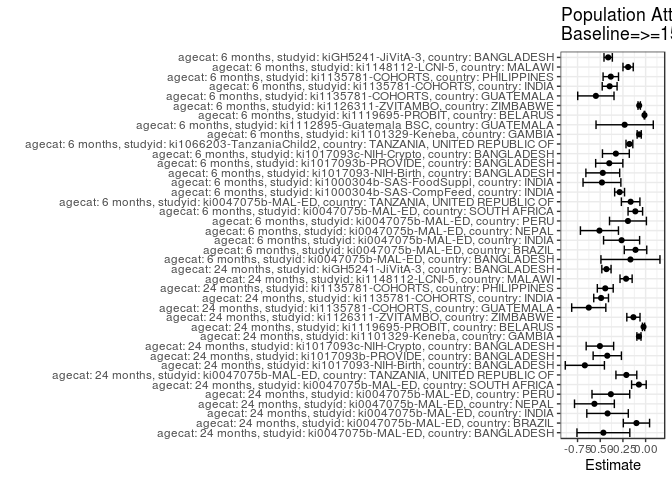 Population Att
Baseline=>=15
agecat: 6 months, studyid: kiGH5241-JiVitA-3, country: BANGLADESH
agecat: 6 months, studyid: ki1148112-LCNI-5, country: MALAWI
agecat: 6 months, studyid: ki1135781-COHORTS, country: PHILIPPINES
agecat: 6 months, studyid: ki1135781-COHORTS, country: INDIA
agecat: 6 months, studyid: ki1135781-COHORTS, country: GUATEMALA
agecat: 6 months, studyid: ki1126311-ZVITAMBO, country: ZIMBABWE
agecat: 6 months, studyid: ki1119695-PROBIT, country: BELARUS
agecat: 6 months, studyid: ki1112895-Guatemala BSC, country: GUATEMALA
agecat: 6 months, studyid: ki1101329-Keneba, country: GAMBIA
agecat: 6 months, studyid: ki1066203-TanzaniaChild2, country: TANZANIA, UNITED REPUBLIC OF
agecat: 6 months, studyid: ki1017093c-NIH-Crypto, country: BANGLADESH
agecat: 6 months, studyid: ki1017093b-PROVIDE, country: BANGLADESH
agecat: 6 months, studyid: ki1017093-NIH-Birth, country: BANGLADESH
agecat: 6 months, studyid: ki1000304b-SAS-FoodSuppl, country: INDIA
agecat: 6 months, studyid: ki1000304b-SAS-CompFeed, country: INDIA
agecat: 6 months, studyid: ki0047075b-MAL-ED, country: TANZANIA, UNITED REPUBLIC OF
agecat: 6 months, studyid: ki0047075b-MAL-ED, country: SOUTH AFRICA
agecat: 6 months, studyid: ki0047075b-MAL-ED, country: PERU
agecat: 6 months, studyid: ki0047075b-MAL-ED, country: NEPAL
agecat: 6 months, studyid: ki0047075b-MAL-ED, country: INDIA
agecat: 6 months, studyid: ki0047075b-MAL-ED, country: BRAZIL
agecat: 6 months, studyid: ki0047075b-MAL-ED, country: BANGLADESH
agecat: 24 months, studyid: kiGH5241-JiVitA-3, country: BANGLADESH
agecat: 24 months, studyid: ki1148112-LCNI-5, country: MALAWI
agecat: 24 months, studyid: ki1135781-COHORTS, country: PHILIPPINES
agecat: 24 months, studyid: ki1135781-COHORTS, country: INDIA
agecat: 24 months, studyid: ki1135781-COHORTS, country: GUATEMALA
agecat: 24 months, studyid: ki1126311-ZVITAMBO, country: ZIMBABWE
agecat: 24 months, studyid: ki1119695-PROBIT, country: BELARUS
agecat: 24 months, studyid: ki1101329-Keneba, country: GAMBIA
agecat: 24 months, studyid: ki1017093c-NIH-Crypto, country: BANGLADESH
agecat: 24 months, studyid: ki1017093b-PROVIDE, country: BANGLADESH
agecat: 24 months, studyid: ki1017093-NIH-Birth, country: BANGLADESH
agecat: 24 months, studyid: ki0047075b-MAL-ED, country: TANZANIA, UNITED REPUBLIC OF
agecat: 24 months, studyid: ki0047075b-MAL-ED, country: SOUTH AFRICA
agecat: 24 months, studyid: ki0047075b-MAL-ED, country: PERU
agecat: 24 months, studyid: ki0047075b-MAL-ED, country: NEPAL
agecat: 24 months, studyid: ki0047075b-MAL-ED, country: INDIA
agecat: 24 months, studyid: ki0047075b-MAL-ED, country: BRAZIL
agecat: 24 months, studyid: ki0047075b-MAL-ED, country: BANGLADESH
-0.75 -0.50 -0.25 0.00
Estimate